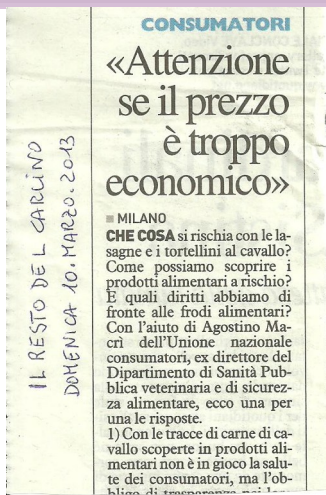 CONSUMATORI
«Attenzione
se il prezzo
è troppo
economico»
MILANO
CHE COSA si rischia con le la-
sagne e i tortellini al cavallo?
Come possiamo scoprire i
prodotti alimentari a rischio?
E quali diritti abbiamo di
fronte alle frodi alimentari?
Con l'aiuto di Agostino Ma-
crì dell'Unione nazionale
consumatori, ex direttore del
Dipartimento di Sanità Pub-
blica veterinaria e di sicurez-
za alimentare, ecco una per
una le risposte.
1) Con le tracce di carne di ca-
vallo scoperte in prodotti ali-
mentari non è in gioco la salu-
te dei consumatori, ma l'ob-
bligo di trasparenza
IL RESTO DEL CARLINO
DOMENICA 10. MARZO. 2013